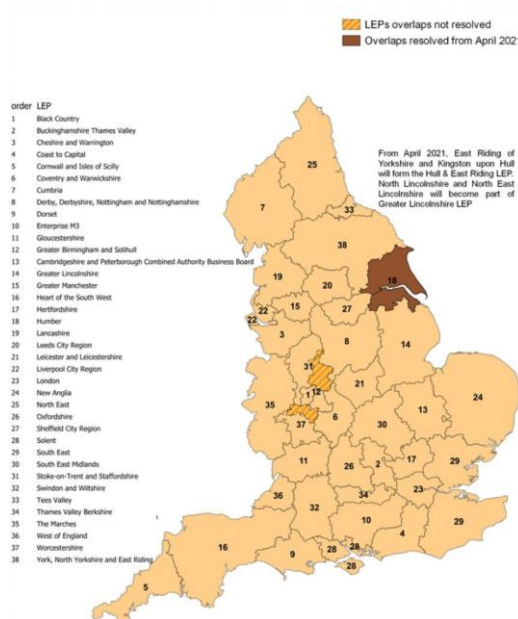 LEPs overlaps not resolved
Overlaps resolved from April 2021
order LEP
1 Black Country
2 Buckinghamshire Thames Valley
3 Cheshire and Warrington
4 Coast to Capital
5 Cornwall and Isles of Scilly
6 Coventry and Warwickshire
7 Cumbria
8 Derby, Derbyshire, Nottingham and Nottinghamshire
9 Dorset
10 Enterprise M3
11 Gloucestershire
12 Greater Birmingham and Solihull
13 Cambridgeshire and Peterborough Combined Authority Business Board
14 Greater Lincolnshire
15 Greater Manchester
16 Heart of the South West
17 Hertfordshire
18 Humber
19 Lancashire
20 Leeds City Region
21 Leicester and Leicestershire
22 Liverpool City Region
23 London
24 New Anglia
25 North East
26 Oxfordshire
27 Sheffield City Region
28 Solent
29 South East
30 South East Midlands
31 Stoke-on-Trent and Staffordshire
32 Swindon and Wiltshire
33 Tees Valley
34 Thames Valley Berkshire
35 The Marches
36 West of England
37 Worcestershire
38 York, North Yorkshire and East Riding
From April 2021, East Riding of
Yorkshire and Kingston upon Hull
will form the Hull & East Riding LEP.
North Lincolnshire and North East
Lincolnshire will become part of
Greater Lincolnshire LEP
25
7
33
38
18
19
20
22
15
27
22
3
8
14
31
21
24
1
12
35
6
13
37
30
11
26
2
17
29
36
32
34
23
10
4
29
16
9
28
28
28
5